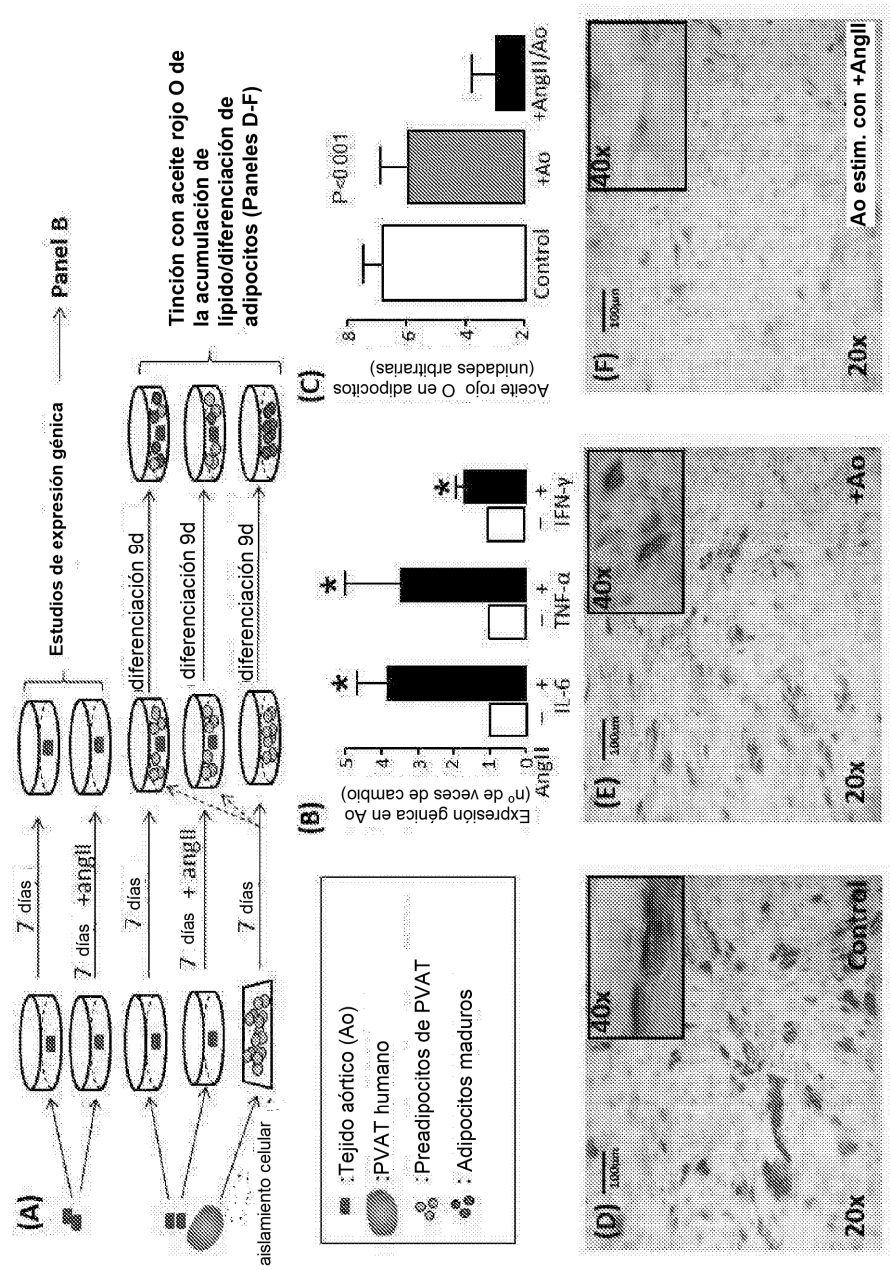 (A)
7 días
7 días +angII
Estudios de expresión génica
Panel B
7 días
diferenciación 9d
7 días + angII
diferenciación 9d
7 días
diferenciación 9d
aislamiento celular
Tinción con aceite rojo O de
la acumulación de
lípido/diferenciación de
adipocitos (Paneles D-F)
:Tejido aórtico (Ao)
:PVAT humano
:Preadipocitos de PVAT
: Adipocitos maduros
(B)
Expresión génica en Ao
(nº de veces de cambio)
5
4
3
2
1
0
* * *
AngII - + - + - +
IL-6 TNF-α IFN-γ
(C)
Aceite rojo O en adipocitos
(unidades arbitrarias)
8
6
4
2
P<0.001
Control +Ao +AngII/Ao
(D)
100µm
40x
20x
Control
(E)
100µm
40x
20x
+Ao
(F)
100µm
40x
20x
Ao estim. con +AngII